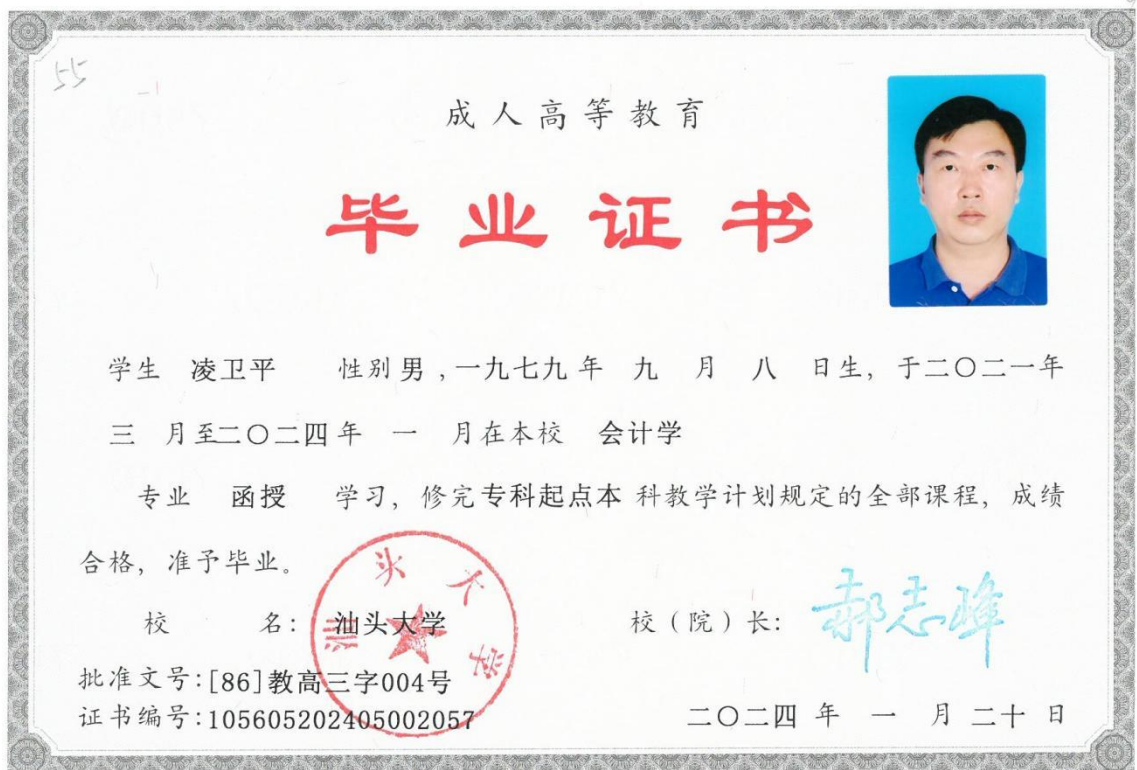 55
成人高等教育
毕业证书
学生 凌卫平 性别 男 ,一九七九 年 九 月 八 日生, 于二〇二一年
三 月至二〇二四 年 一 月在本校 会计学
专业 函授 学习, 修完 专科起点本 科教学计划规定的全部课程, 成绩
合格, 准予毕业。
校 名: 汕头大学
汕头大学
校(院)长: 郝志峰
批准文号:[86]教高三字004号
证书编号:105605202405002057
二〇二四 年 一 月 二十 日